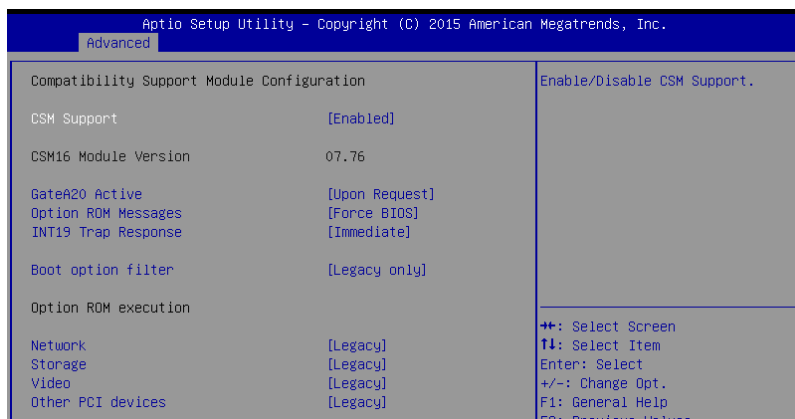 Aptio Setup Utility – Copyright (C) 2015 American Megatrends, Inc.
Advanced
Compatibility Support Module Configuration
CSM Support [Enabled]
CSM16 Module Version 07.76
GateA20 Active [Upon Request]
Option ROM Messages [Force BIOS]
INT19 Trap Response [Immediate]
Boot option filter [Legacy only]
Option ROM execution
Network [Legacy]
Storage [Legacy]
Video [Legacy]
Other PCI devices [Legacy]
Enable/Disable CSM Support.
→←: Select Screen
↑↓: Select Item
Enter: Select
+/-: Change Opt.
F1: General Help